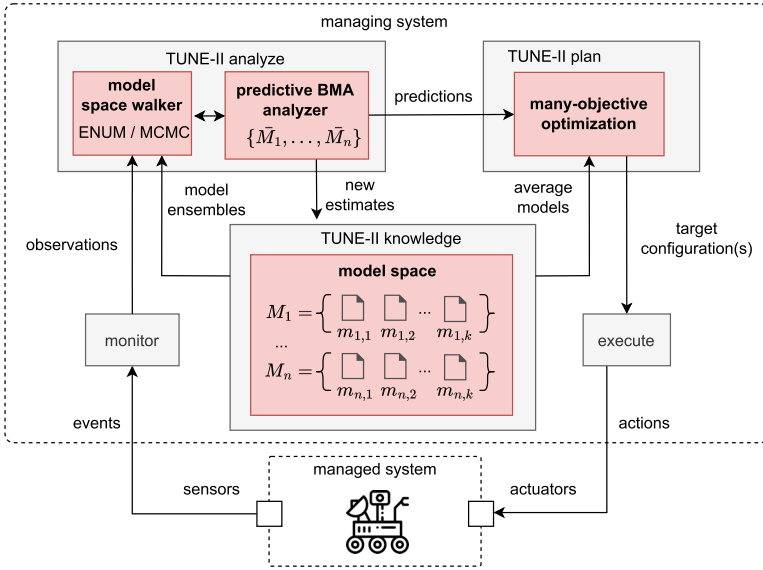 managing system
TUNE-II analyze
model
space walker
ENUM / MCMC
predictive BMA
analyzer
{M̄₁, . . . , M̄ₙ}
predictions
TUNE-II plan
many-objective
optimization
observations
model
ensembles
new
estimates
average
models
target
configuration(s)
TUNE-II knowledge
model space
M₁ = { m₁,₁ m₁,₂ ... m₁,ₖ }
...
Mₙ = { mₙ,₁ mₙ,₂ ... mₙ,ₖ }
monitor
execute
events
actions
managed system
sensors
actuators